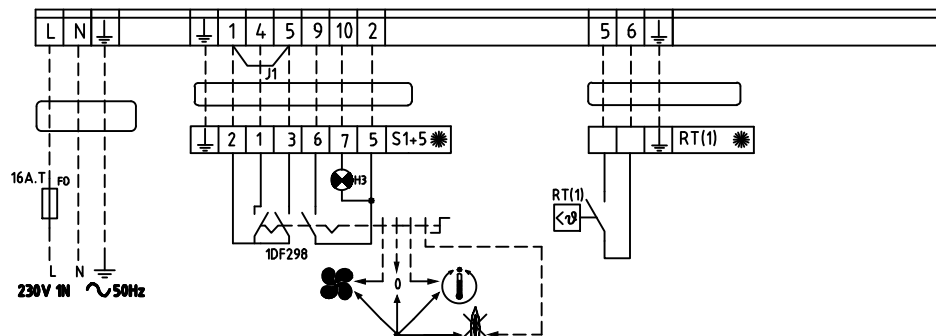 L N 1 4 5 9 10 2 5 6
J1
2 1 3 6 7 5 S1+5 RT(1)
16A.T F0 H3 RT(1)
<ϑ
1DF298
0
L N
230V 1N 50Hz